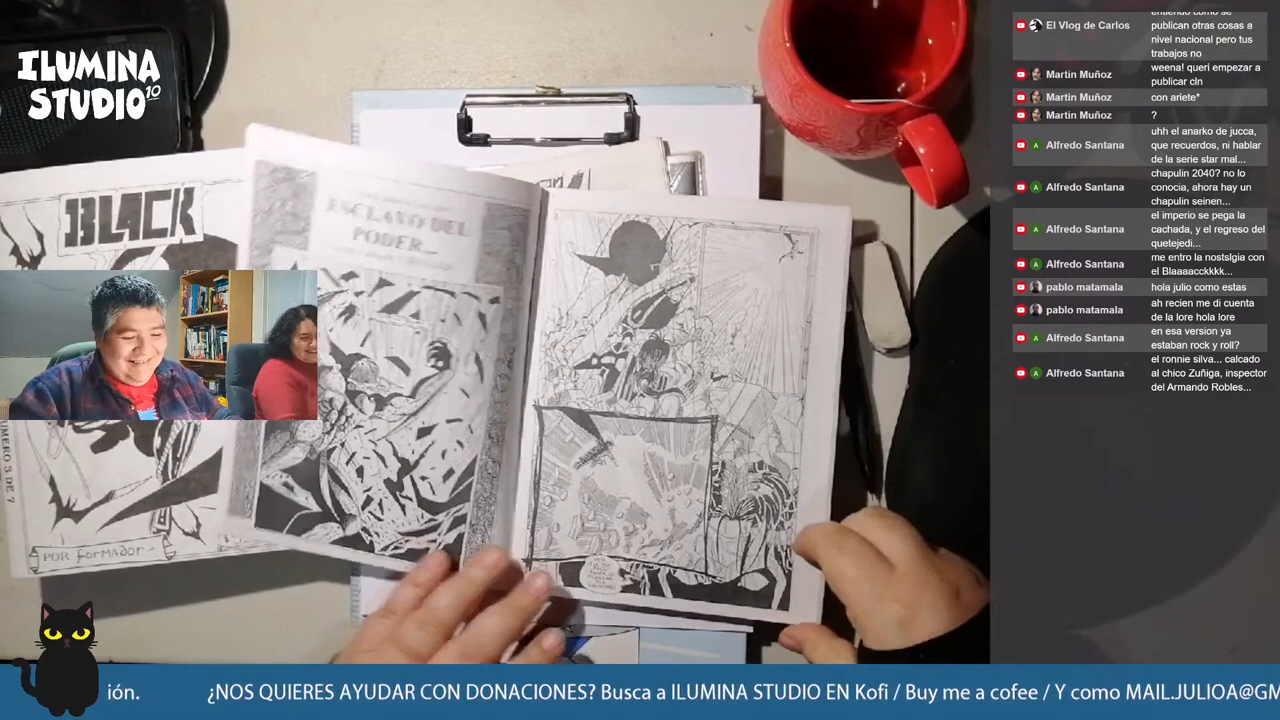 ILUMINA
STUDIO
10
BLACK
ESCLAVO DEL
PODER...
NUMERO 5 DE 7
POR FORMADOR
El Vlog de Carlos
publican otras cosas a
nivel nacional pero tus
trabajos no
Martin Muñoz
weena! querí empezar a
publicar cln
Martin Muñoz
con ariete*
Martin Muñoz
?
Alfredo Santana
uhh el anarko de jucca,
que recuerdos, ni hablar
de la serie star mal...
Alfredo Santana
chapulin 2040? no lo
conocia, ahora hay un
chapulin seinen...
Alfredo Santana
el imperio se pega la
cachada, y el regreso del
quetejedi...
Alfredo Santana
me entro la nostslgia con
el Blaaaacckkkk...
pablo matamala
hola julio como estas
pablo matamala
ah recien me di cuenta
de la lore hola lore
Alfredo Santana
en esa version ya
estaban rock y roll?
Alfredo Santana
el ronnie silva... calcado
al chico Zuñiga, inspector
del Armando Robles...
ión. ¿NOS QUIERES AYUDAR CON DONACIONES? Busca a ILUMINA STUDIO EN Kofi / Buy me a cofee / Y como MAIL.JULIOA@GM